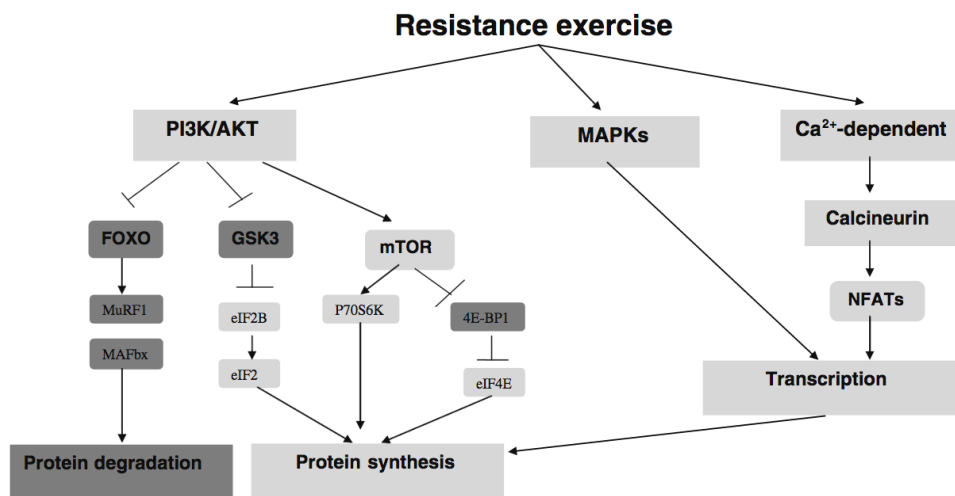 Resistance exercise
PI3K/AKT
MAPKs
Ca²⁺-dependent
FOXO
GSK3
mTOR
Calcineurin
MuRF1
eIF2B
P70S6K
4E-BP1
NFATs
MAFbx
eIF2
eIF4E
Transcription
Protein degradation
Protein synthesis